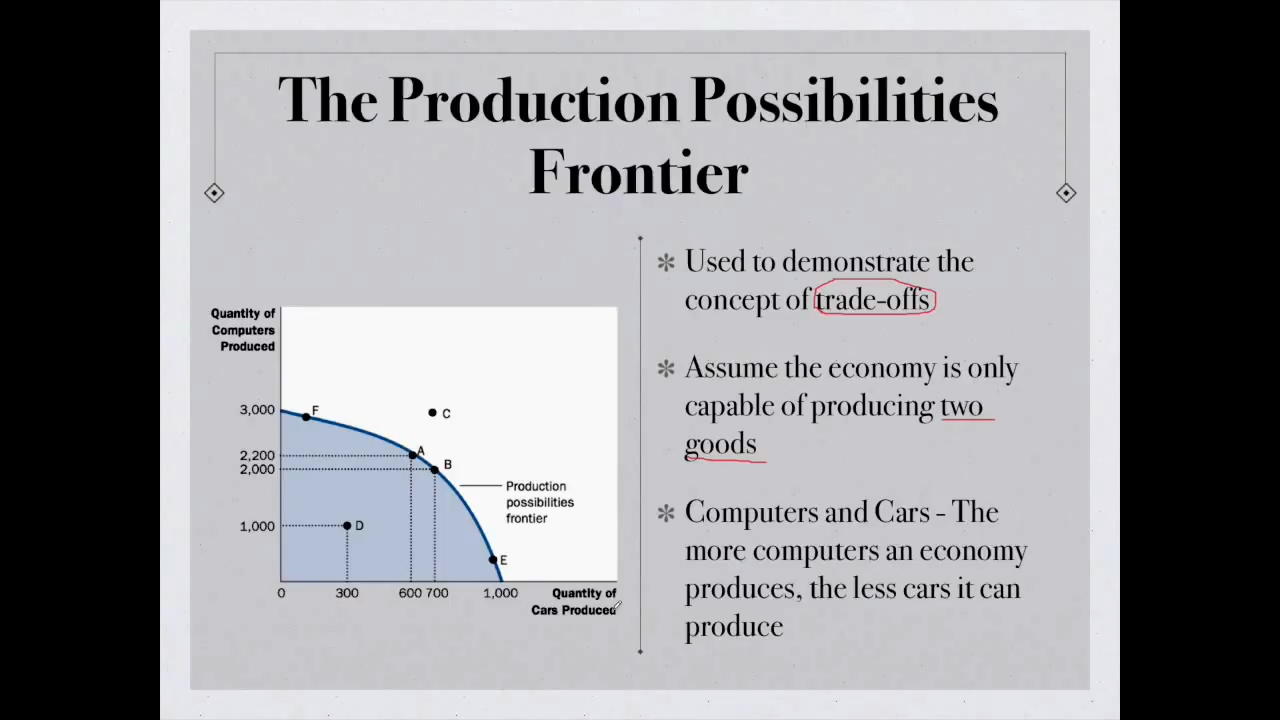 The Production Possibilities
Frontier
Quantity of
Computers
Produced
3,000
2,200
2,000
1,000
F
C
A
B
D
E
Production
possibilities
frontier
0
300
600 700
1,000
Quantity of
Cars Produced
Used to demonstrate the
concept of trade-offs
Assume the economy is only
capable of producing two
goods
Computers and Cars - The
more computers an economy
produces, the less cars it can
produce